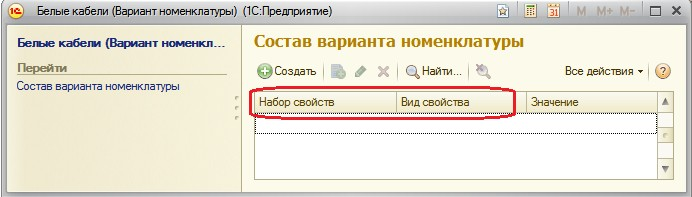 Белые кабели (Вариант номенклатуры) (1С:Предприятие)
M M+ M-
Белые кабели (Вариант номенкл...
Перейти
Состав варианта номенклатуры
Состав варианта номенклатуры
Создать Найти... Все действия
Набор свойств Вид свойства Значение